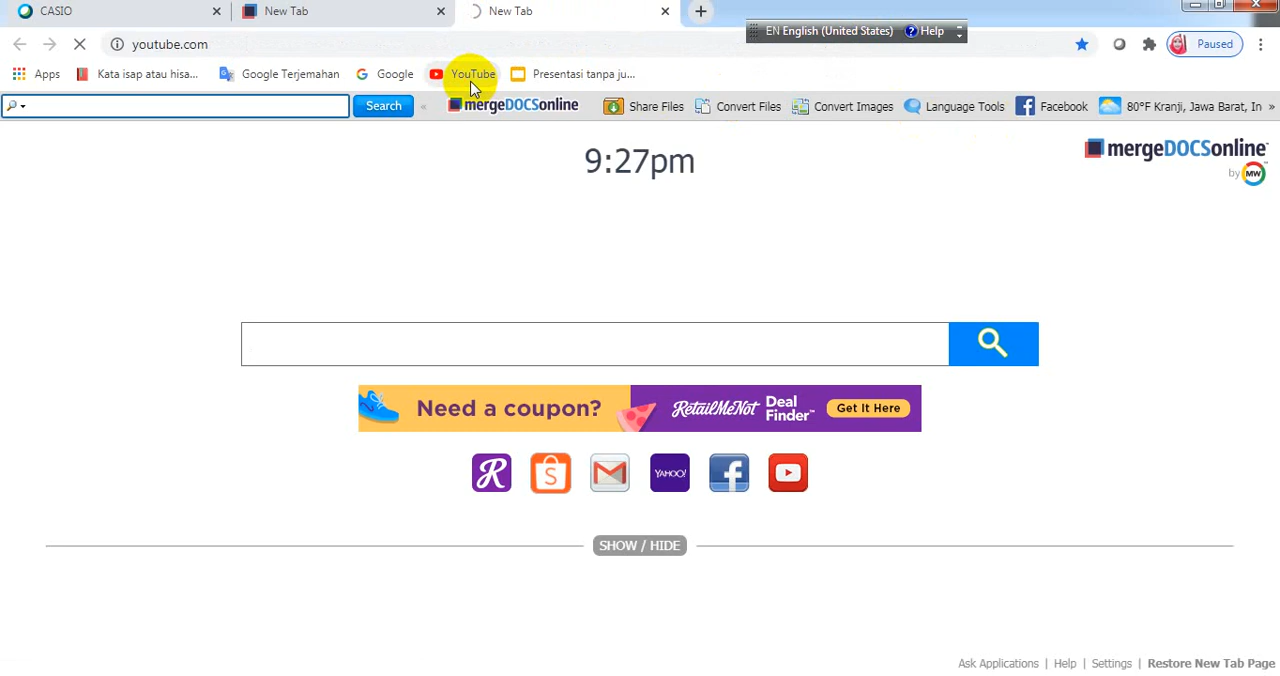 CASIO New Tab New Tab
EN English (United States) Help
youtube.com Paused
Apps Kata isap atau hisa... Google Terjemahan Google YouTube Presentasi tanpa ju...
Search « mergeDOCSonline Share Files Convert Files Convert Images Language Tools Facebook 80°F Kranji, Jawa Barat, In »
9:27pm
mergeDOCSonline™
by MW
Need a coupon? RetailMeNot Deal Finder™ Get It Here
R S M YAHOO! f
SHOW / HIDE
Ask Applications | Help | Settings | Restore New Tab Page